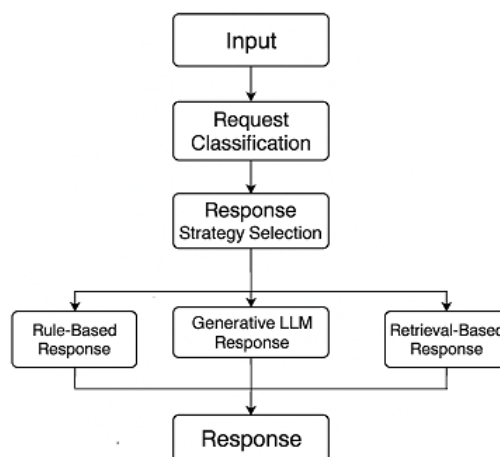 Input
Request
Classification
Response
Strategy Selection
Rule-Based
Response
Generative LLM
Response
Retrieval-Based
Response
Response